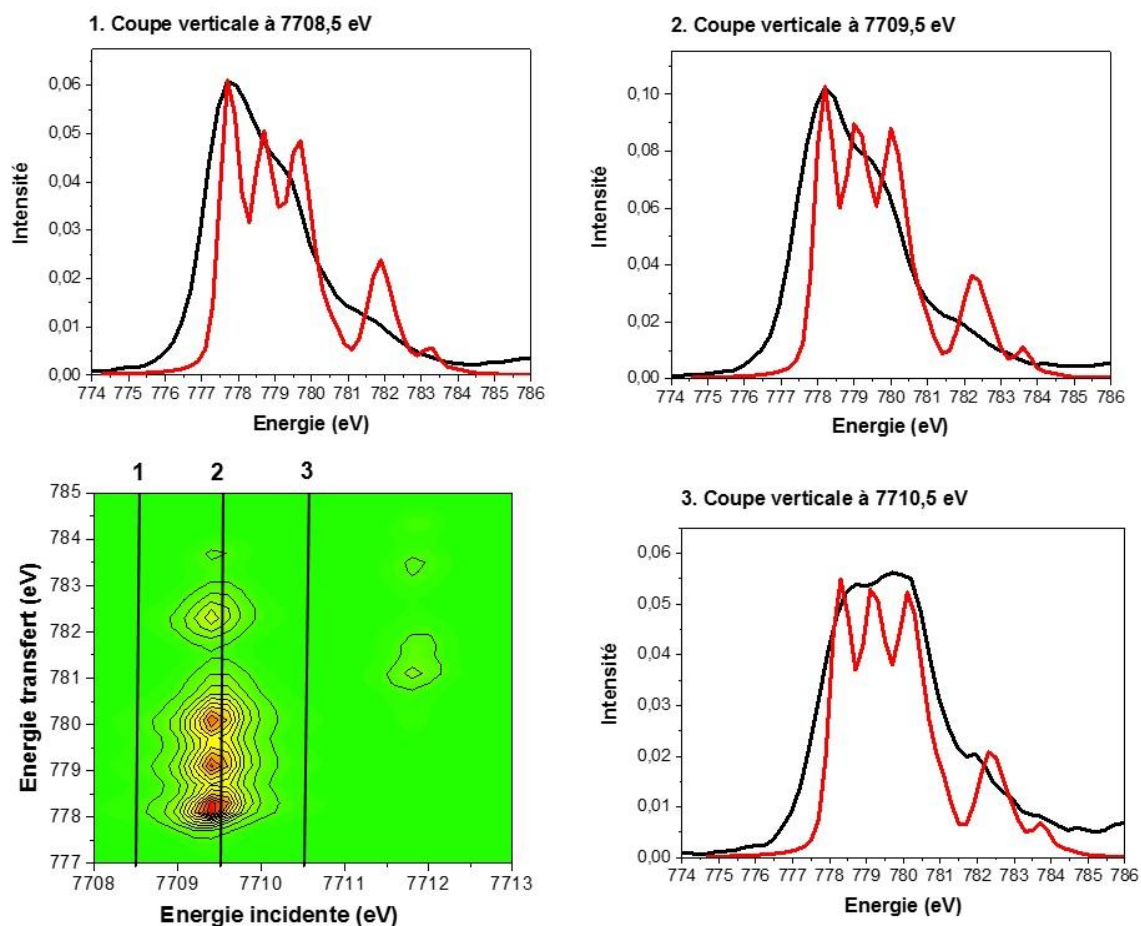 1. Coupe verticale à 7708,5 eV
0,06
0,05
0,04
0,03
0,02
0,01
0,00
Intensité
774 775 776 777 778 779 780 781 782 783 784 785 786
Energie (eV)
2. Coupe verticale à 7709,5 eV
0,10
0,08
0,06
0,04
0,02
0,00
Intensité
774 775 776 777 778 779 780 781 782 783 784 785 786
Energie (eV)
1 2 3
785
784
783
782
781
780
779
778
777
Energie transfert (eV)
7708 7709 7710 7711 7712 7713
Energie incidente (eV)
3. Coupe verticale à 7710,5 eV
0,06
0,05
0,04
0,03
0,02
0,01
0,00
Intensité
774 775 776 777 778 779 780 781 782 783 784 785 786
Energie (eV)